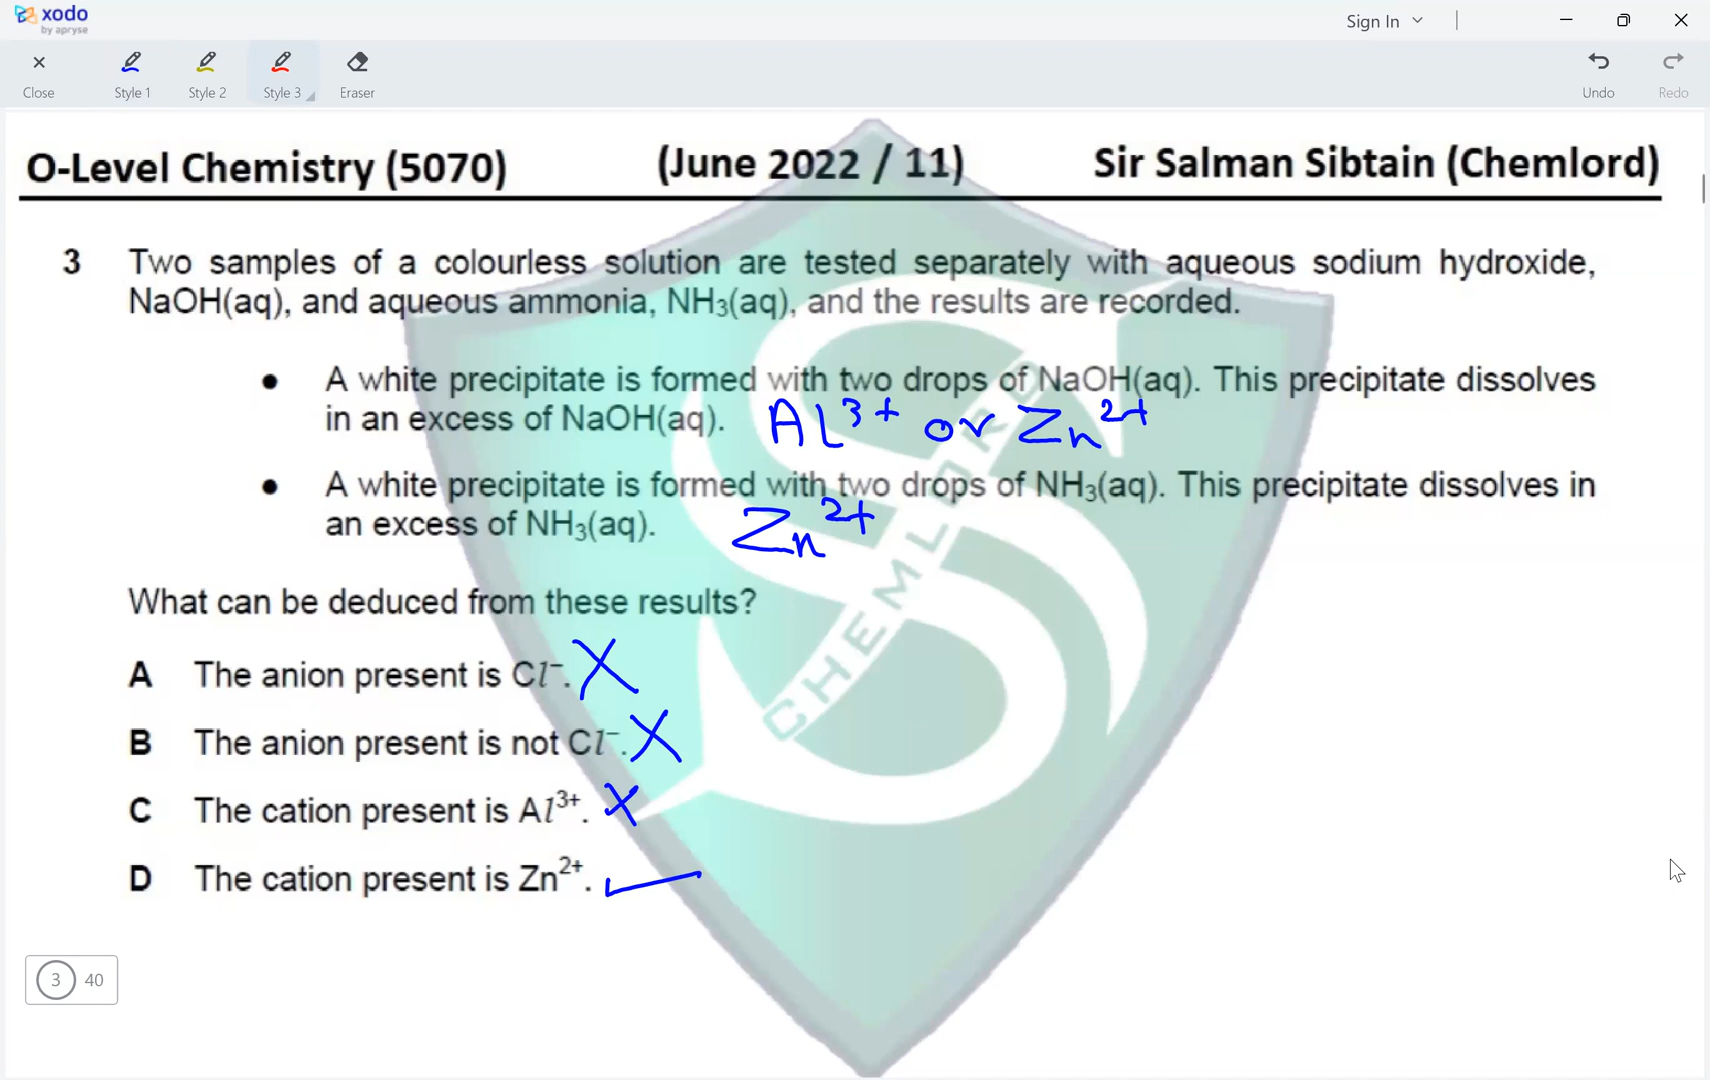 xodo
by apryse
Sign In
Close
Style 1
Style 2
Style 3
Eraser
Undo
Redo
O-Level Chemistry (5070) (June 2022 / 11) Sir Salman Sibtain (Chemlord)
3 Two samples of a colourless solution are tested separately with aqueous sodium hydroxide,
NaOH(aq), and aqueous ammonia, NH₃(aq), and the results are recorded.
● A white precipitate is formed with two drops of NaOH(aq). This precipitate dissolves
in an excess of NaOH(aq). Al³⁺ or Zn²⁺
● A white precipitate is formed with two drops of NH₃(aq). This precipitate dissolves in
an excess of NH₃(aq). Zn²⁺
CHEMLORD
What can be deduced from these results?
A The anion present is Cl⁻. X
B The anion present is not Cl⁻. X
C The cation present is Al³⁺. X
D The cation present is Zn²⁺. ✓
3 40